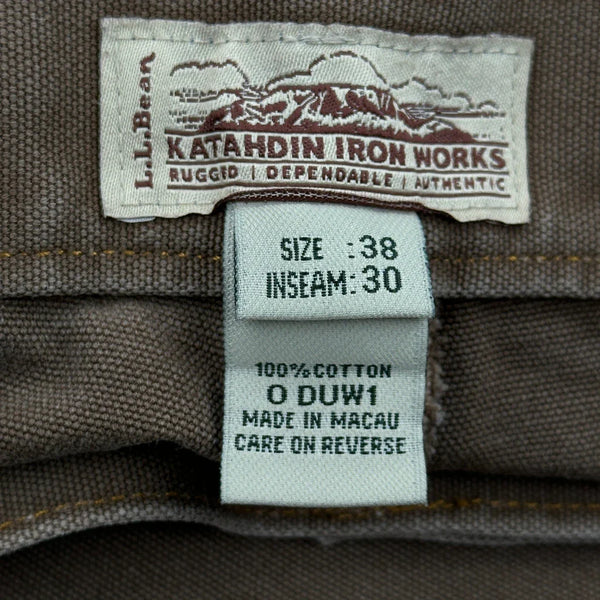 L.L.Bean
KATAHDIN IRON WORKS
RUGGED | DEPENDABLE | AUTHENTIC
SIZE : 38
INSEAM: 30
100% COTTON
O DUW1
MADE IN MACAU
CARE ON REVERSE